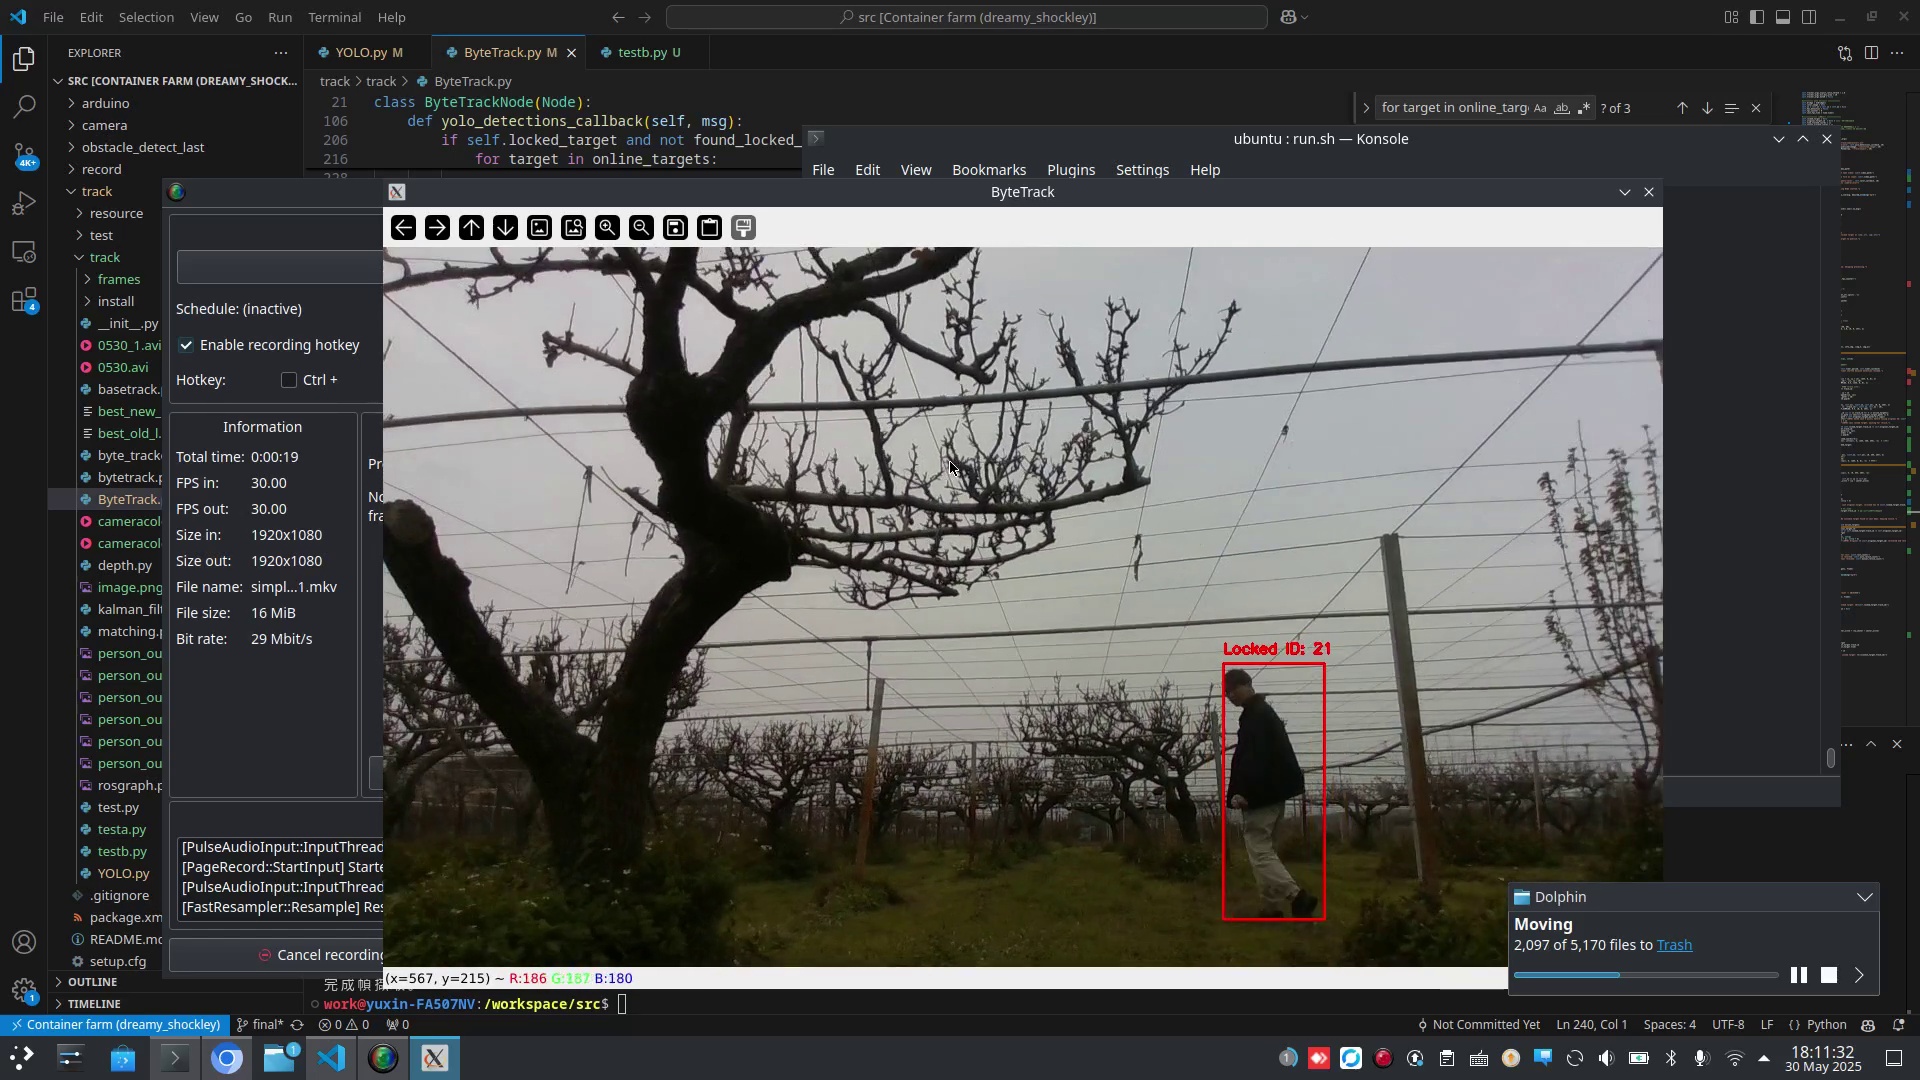 File Edit Selection View Go Run Terminal Help
src [Container farm (dreamy_shockley)]
EXPLORER
YOLO.py M
ByteTrack.py M
testb.py U
SRC [CONTAINER FARM (DREAMY_SHOCK...
track > track > ByteTrack.py
arduino
camera
obstacle_detect_last
record
track
resource
test
track
frames
install
__init__.py
0530_1.avi
0530.avi
basetrack.
best_new_
best_old_l.
byte_track
bytetrack.p
ByteTrack.
cameracol
cameracol
depth.py
image.png
kalman_filt
matching.p
person_ou
person_ou
person_ou
person_ou
person_ou
person_ou
rosgraph.p
test.py
testa.py
testb.py
YOLO.py
.gitignore
package.xm
README.md
setup.cfg
OUTLINE
TIMELINE
4K+
4
1
21 class ByteTrackNode(Node):
106 def yolo_detections_callback(self, msg):
206 if self.locked_target and not found_locked_
216 for target in online_targets:
228
for target in online_targ
Aa ab
? of 3
ubuntu : run.sh — Konsole
File Edit View Bookmarks Plugins Settings Help
ByteTrack
Schedule: (inactive)
Enable recording hotkey
Hotkey: Ctrl +
Information
Total time: 0:00:19
FPS in: 30.00
FPS out: 30.00
Size in: 1920x1080
Size out: 1920x1080
File name: simpl...1.mkv
File size: 16 MiB
Bit rate: 29 Mbit/s
Pr
No
fra
[PulseAudioInput::InputThread
[PageRecord::StartInput] Starte
[PulseAudioInput::InputThread
[FastResampler::Resample] Res
Cancel recording
Locked ID: 21
(x=567, y=215) ~ R:186 G:187 B:180
Dolphin
Moving
2,097 of 5,170 files to Trash
work@yuxin-FA507NV:/workspace/src$
Container farm (dreamy_shockley) final* 0 0 0
Not Committed Yet Ln 240, Col 1 Spaces: 4 UTF-8 LF Python
1
1
18:11:32
30 May 2025